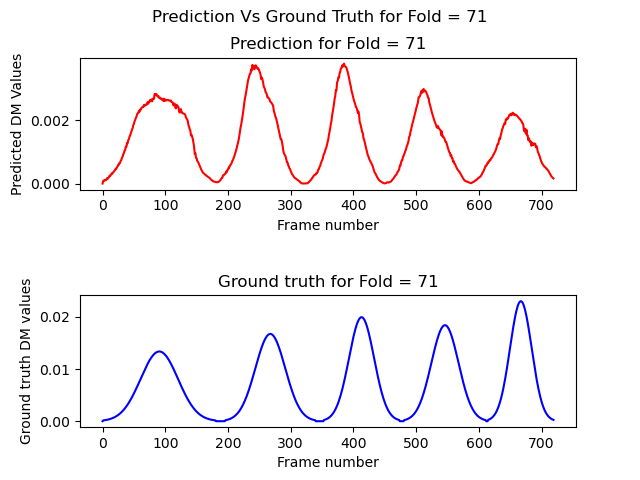 Prediction Vs Ground Truth for Fold = 71
Prediction for Fold = 71
Predicted DM Values
0.002
0.000
0 100 200 300 400 500 600 700
Frame number
Ground truth for Fold = 71
Ground truth DM values
0.02
0.01
0.00
0 100 200 300 400 500 600 700
Frame number